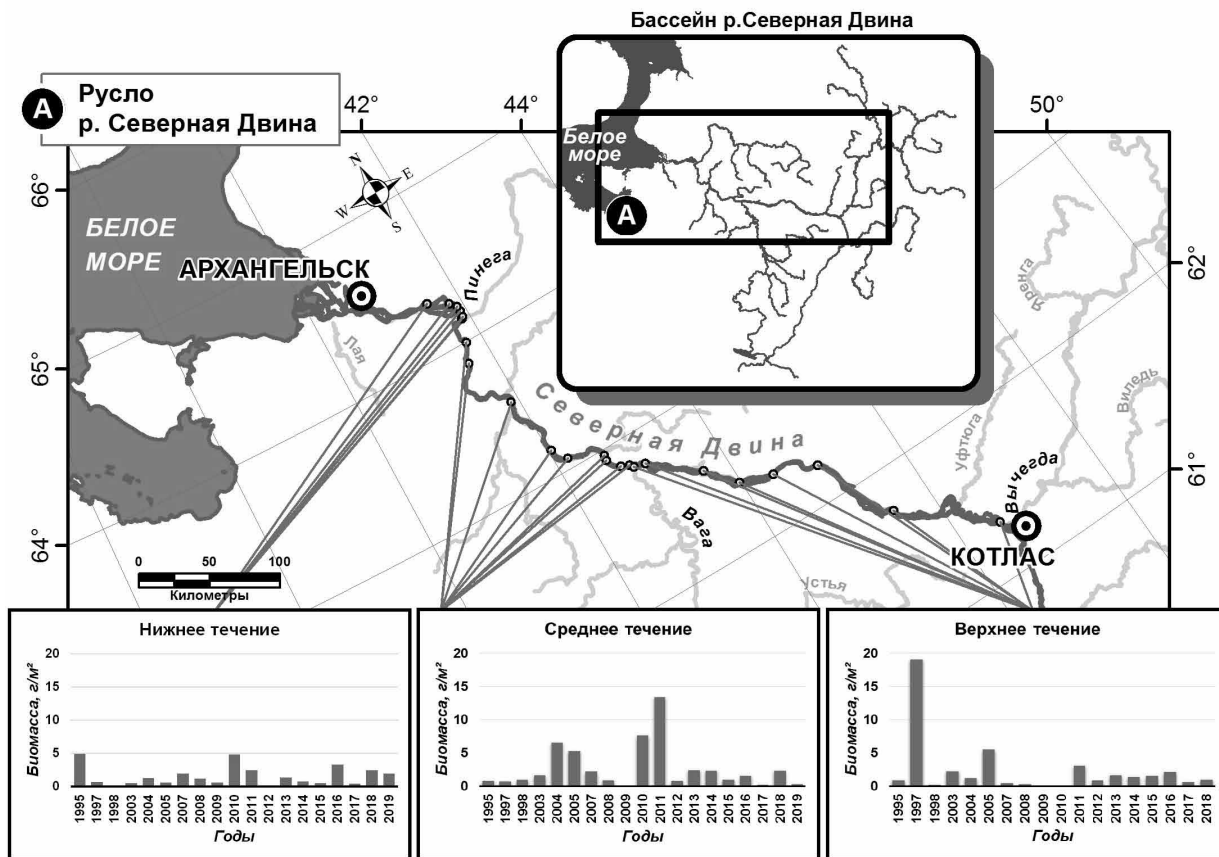 Бассейн р.Северная Двина
A
Русло
р. Северная Двина
42°
44°
50°
Белое
море
A
66°
65°
64°
62°
61°
N
E
W
S
БЕЛОЕ
МОРЕ
АРХАНГЕЛЬСК
Пинега
Лая
Северная Двина
Вага
Устья
Уфтюга
Яренга
Виледь
Вычегда
КОТЛАС
0 50 100
Километры
Нижнее течение
Биомасса, г/м²
20
15
10
5
0
1995 1997 1998 2003 2004 2005 2007 2008 2009 2010 2011 2012 2013 2014 2015 2016 2017 2018 2019
Годы
Среднее течение
Биомасса, г/м²
20
15
10
5
0
1995 1997 1998 2003 2004 2005 2007 2008 2009 2010 2011 2012 2013 2014 2015 2016 2017 2018 2019
Годы
Верхнее течение
Биомасса, г/м²
20
15
10
5
0
1995 1997 1998 2003 2004 2005 2007 2008 2009 2010 2011 2012 2013 2014 2015 2016 2017 2018
Годы